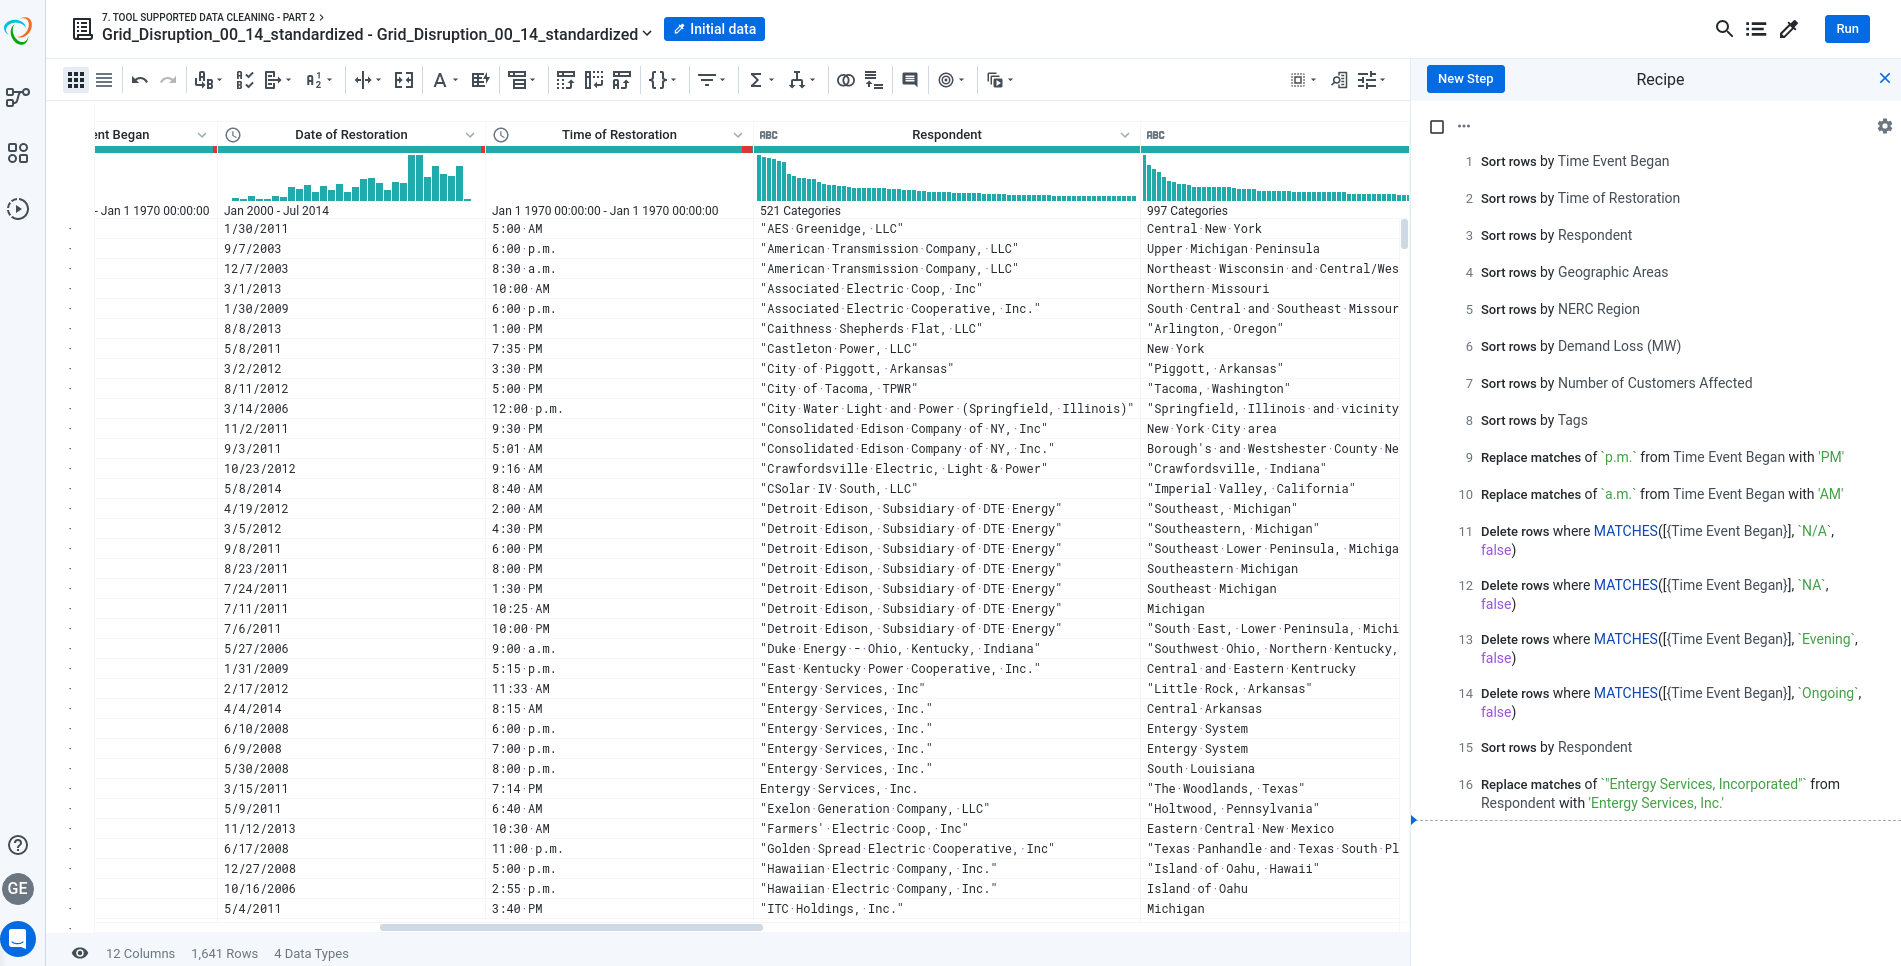 7. TOOL SUPPORTED DATA CLEANING - PART 2
Grid_Disruption_00_14_standardized - Grid_Disruption_00_14_standardized
Initial data
Run
New Step
Recipe
ent Began
Date of Restoration
Time of Restoration
ABC
Respondent
ABC
- Jan 1 1970 00:00:00
Jan 2000 - Jul 2014
Jan 1 1970 00:00:00 - Jan 1 1970 00:00:00
521 Categories
997 Categories
1/30/2011 5:00·AM "AES·Greenidge,·LLC" Central·New·York
9/7/2003 6:00·p.m. "American·Transmission·Company,·LLC" Upper·Michigan·Peninsula
12/7/2003 8:30·a.m. "American·Transmission·Company,·LLC" Northeast·Wisconsin·and·Central/Wes
3/1/2013 10:00·AM "Associated·Electric·Coop,·Inc" Northern·Missouri
1/30/2009 6:00·p.m. "Associated·Electric·Cooperative,·Inc." South·Central·and·Southeast·Missour
8/8/2013 1:00·PM "Caithness·Shepherds·Flat,·LLC" "Arlington,·Oregon"
5/8/2011 7:35·PM "Castleton·Power,·LLC" New·York
3/2/2012 3:30·PM "City·of·Piggott,·Arkansas" "Piggott,·Arkansas"
8/11/2012 5:00·PM "City·of·Tacoma,·TPWR" "Tacoma,·Washington"
3/14/2006 12:00·p.m. "City·Water·Light·and·Power·(Springfield,·Illinois)" "Springfield,·Illinois·and·vicinity
11/2/2011 9:30·PM "Consolidated·Edison·Company·of·NY,·Inc" New·York·City·area
9/3/2011 5:01·AM "Consolidated·Edison·Company·of·NY,·Inc." Borough's·and·Westshester·County·Ne
10/23/2012 9:16·AM "Crawfordsville·Electric,·Light·&·Power" "Crawfordsville,·Indiana"
5/8/2014 8:40·AM "CSolar·IV·South,·LLC" "Imperial·Valley,·California"
4/19/2012 2:00·AM "Detroit·Edison,·Subsidiary·of·DTE·Energy" "Southeast,·Michigan"
3/5/2012 4:30·PM "Detroit·Edison,·Subsidiary·of·DTE·Energy" "Southeastern,·Michigan"
9/8/2011 6:00·PM "Detroit·Edison,·Subsidiary·of·DTE·Energy" "Southeast·Lower·Peninsula,·Michiga
8/23/2011 8:00·PM "Detroit·Edison,·Subsidiary·of·DTE·Energy" Southeastern·Michigan
7/24/2011 1:30·PM "Detroit·Edison,·Subsidiary·of·DTE·Energy" Southeast·Michigan
7/11/2011 10:25·AM "Detroit·Edison,·Subsidiary·of·DTE·Energy" Michigan
7/6/2011 10:00·PM "Detroit·Edison,·Subsidiary·of·DTE·Energy" "South·East,·Lower·Peninsula,·Michi
5/27/2006 9:00·a.m. "Duke·Energy·-·Ohio,·Kentucky,·Indiana" "Southwest·Ohio,·Northern·Kentucky,
1/31/2009 5:15·p.m. "East·Kentucky·Power·Cooperative,·Inc." Central·and·Eastern·Kentrucky
2/17/2012 11:33·AM "Entergy·Services,·Inc" "Little·Rock,·Arkansas"
4/4/2014 8:15·AM "Entergy·Services,·Inc." Central·Arkansas
6/10/2008 6:00·p.m. "Entergy·Services,·Inc." Entergy·System
6/9/2008 7:00·p.m. "Entergy·Services,·Inc." Entergy·System
5/30/2008 8:00·p.m. "Entergy·Services,·Inc." South·Louisiana
3/15/2011 7:14·PM Entergy·Services,·Inc. "The·Woodlands,·Texas"
5/9/2011 6:40·AM "Exelon·Generation·Company,·LLC" "Holtwood,·Pennsylvania"
11/12/2013 10:30·AM "Farmers'·Electric·Coop,·Inc" Eastern·Central·New·Mexico
6/17/2008 11:00·p.m. "Golden·Spread·Electric·Cooperative,·Inc" "Texas·Panhandle·and·Texas·South·Pl
12/27/2008 5:00·p.m. "Hawaiian·Electric·Company,·Inc." "Island·of·Oahu,·Hawaii"
10/16/2006 2:55·p.m. "Hawaiian·Electric·Company,·Inc." Island·of·Oahu
5/4/2011 3:40·PM "ITC·Holdings,·Inc." Michigan
12 Columns 1,641 Rows 4 Data Types
GE
1 Sort rows by Time Event Began
2 Sort rows by Time of Restoration
3 Sort rows by Respondent
4 Sort rows by Geographic Areas
5 Sort rows by NERC Region
6 Sort rows by Demand Loss (MW)
7 Sort rows by Number of Customers Affected
8 Sort rows by Tags
9 Replace matches of `p.m.` from Time Event Began with 'PM'
10 Replace matches of `a.m.` from Time Event Began with 'AM'
11 Delete rows where MATCHES([{Time Event Began}], `N/A`,
false)
12 Delete rows where MATCHES([{Time Event Began}], `NA`,
false)
13 Delete rows where MATCHES([{Time Event Began}], `Evening`,
false)
14 Delete rows where MATCHES([{Time Event Began}], `Ongoing`,
false)
15 Sort rows by Respondent
16 Replace matches of `"Entergy Services, Incorporated"` from
Respondent with 'Entergy Services, Inc.'